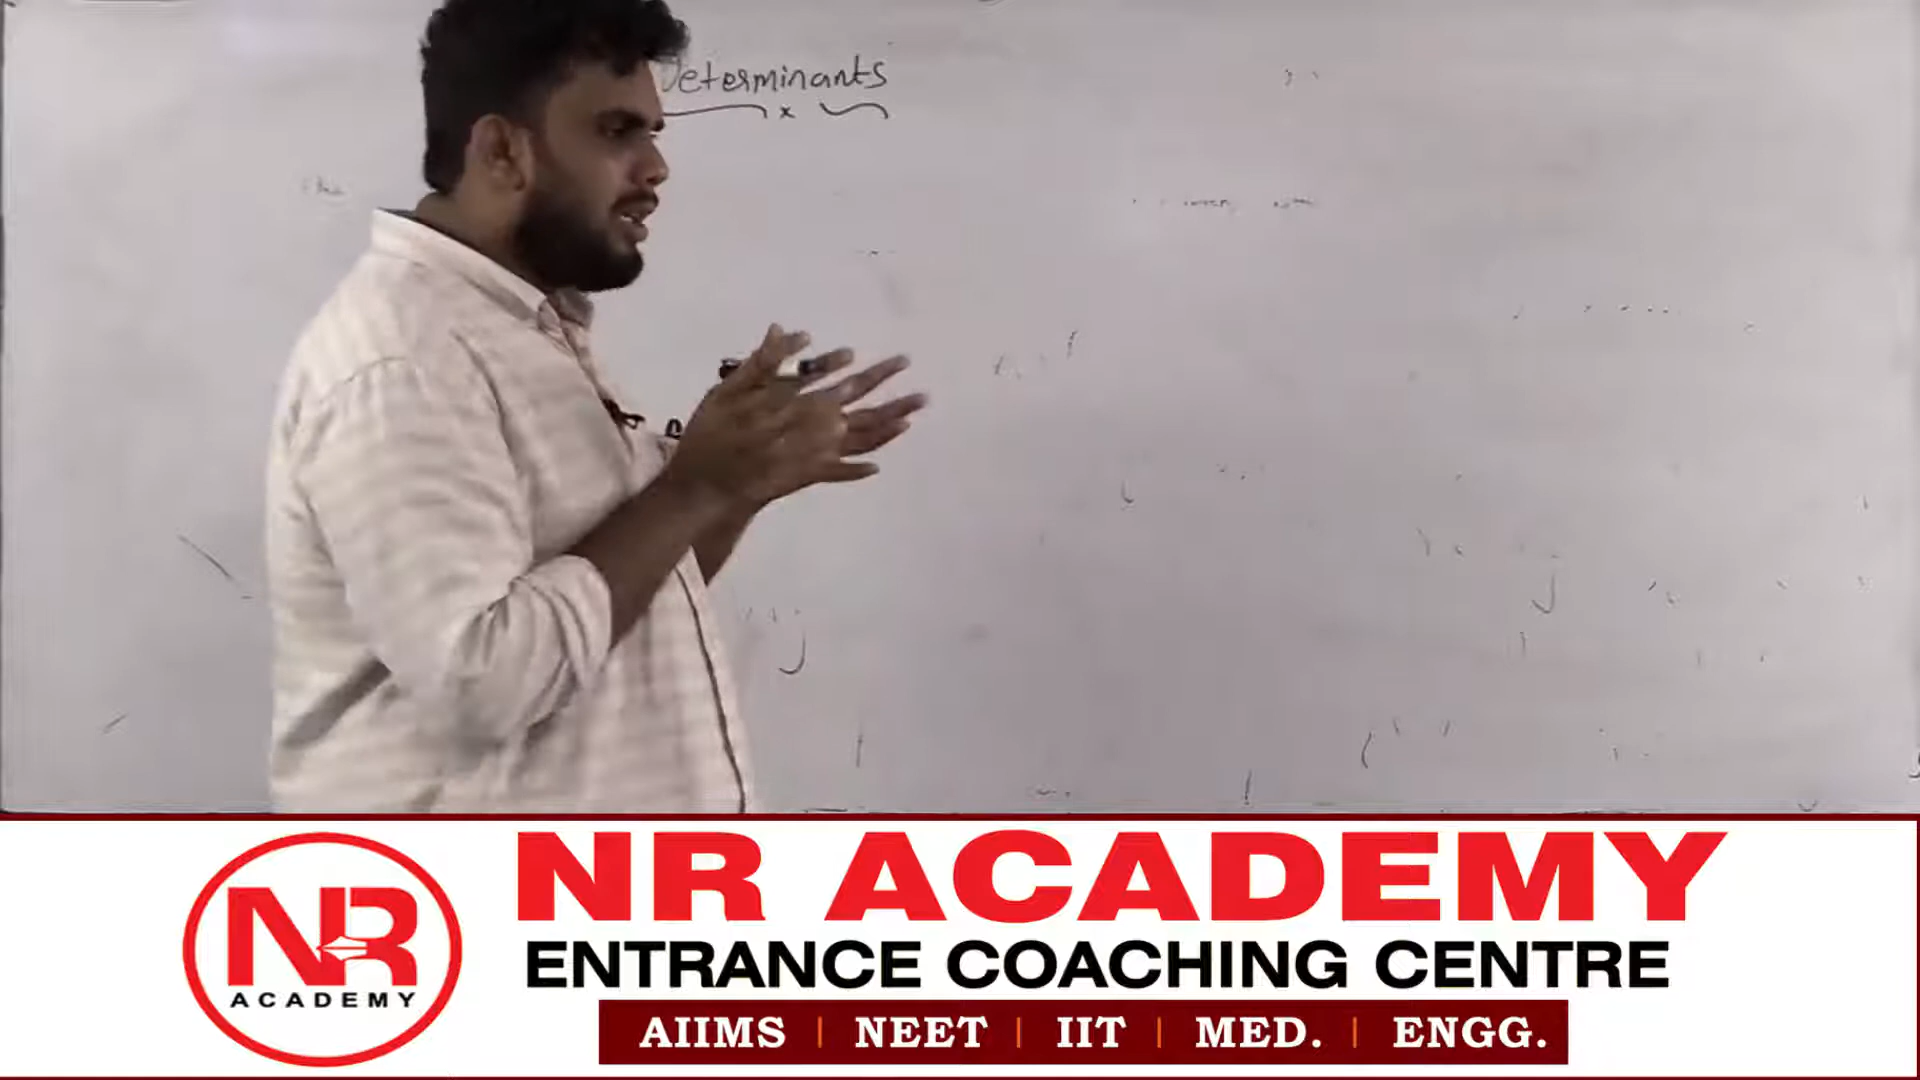 Determinants
NR ACADEMY
NR
ACADEMY
ENTRANCE COACHING CENTRE
AIIMS | NEET | IIT | MED. | ENGG.